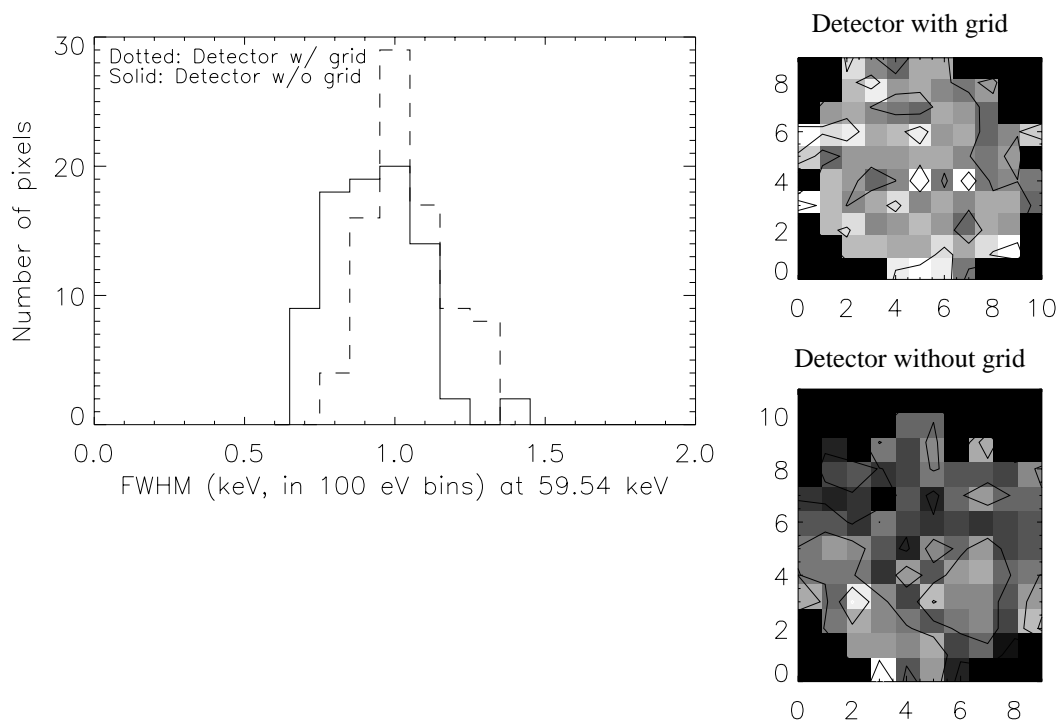 Dotted: Detector w/ grid
Solid: Detector w/o grid
30
20
10
0
Number of pixels
0.0 0.5 1.0 1.5 2.0
FWHM (keV, in 100 eV bins) at 59.54 keV
Detector with grid
8
6
4
2
0
0 2 4 6 8 10
Detector without grid
10
8
6
4
2
0
0 2 4 6 8